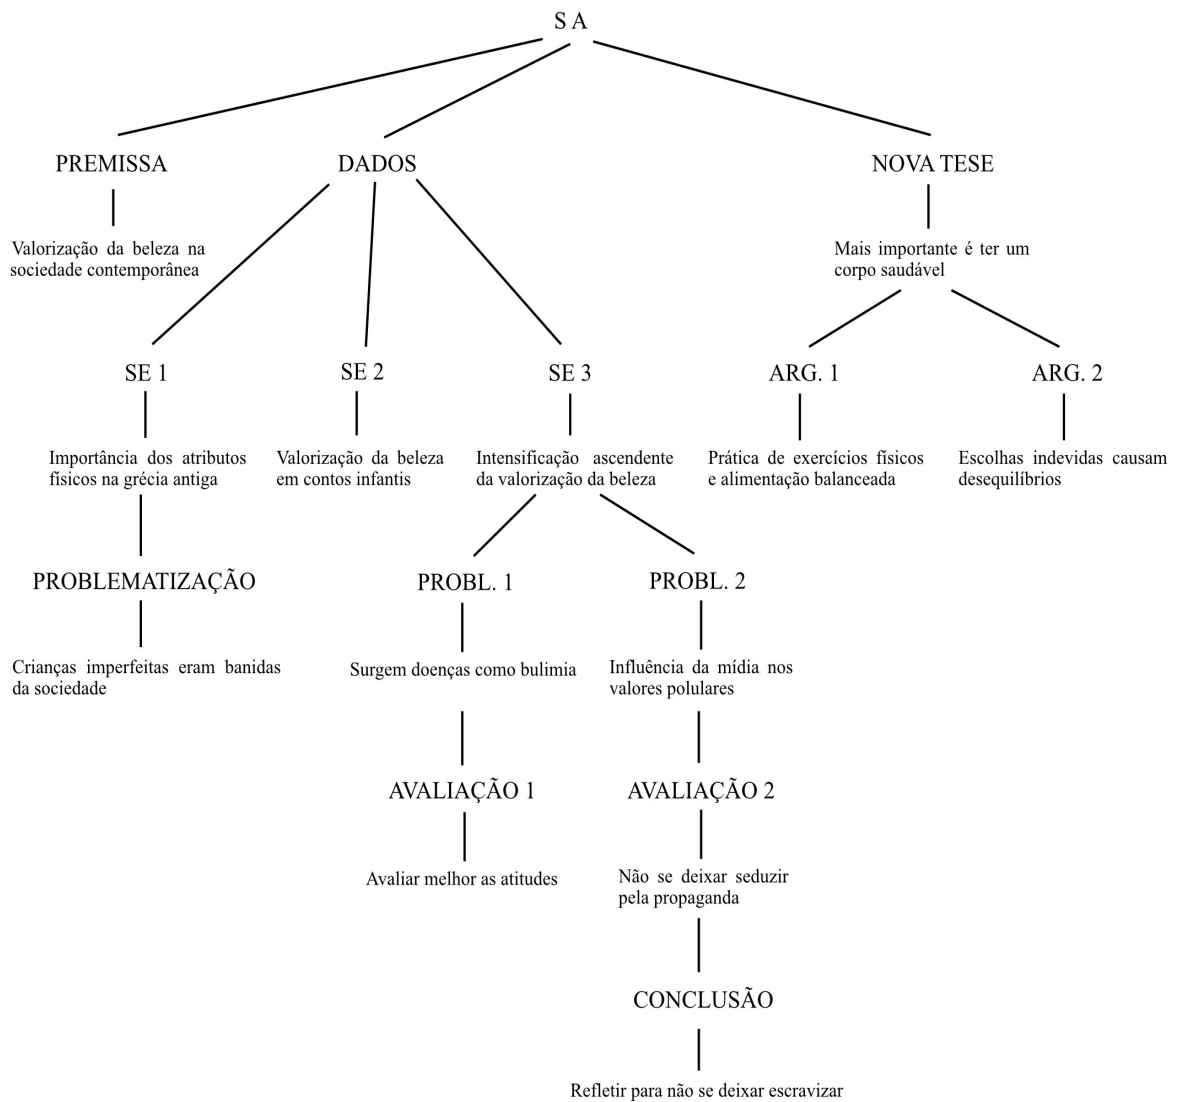 S A
PREMISSA
DADOS
NOVA TESE
Valorização da beleza na
sociedade contemporânea
Mais importante é ter um
corpo saudável
SE 1
SE 2
SE 3
ARG. 1
ARG. 2
Importância dos atributos
físicos na grécia antiga
Valorização da beleza
em contos infantis
Intensificação ascendente
da valorização da beleza
Prática de exercícios físicos
e alimentação balanceada
Escolhas indevidas causam
desequilíbrios
PROBLEMATIZAÇÃO
PROBL. 1
PROBL. 2
Crianças imperfeitas eram banidas
da sociedade
Surgem doenças como bulimia
Influência da mídia nos
valores polulares
AVALIAÇÃO 1
AVALIAÇÃO 2
Avaliar melhor as atitudes
Não se deixar seduzir
pela propaganda
CONCLUSÃO
Refletir para não se deixar escravizar